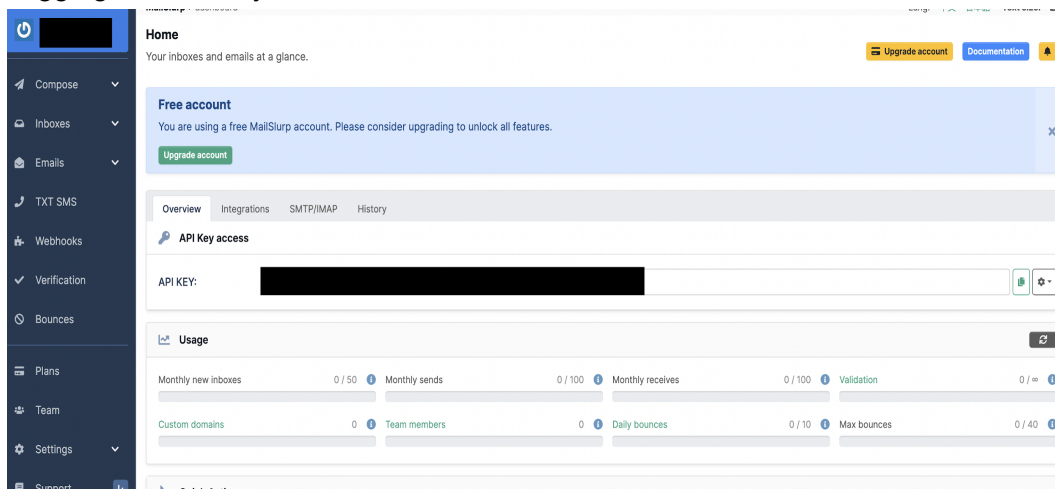 Home
Your inboxes and emails at a glance.
Upgrade account
Documentation
Compose
Inboxes
Emails
TXT SMS
Webhooks
Verification
Bounces
Plans
Team
Settings
Free account
You are using a free MailSlurp account. Please consider upgrading to unlock all features.
Upgrade account
Overview Integrations SMTP/IMAP History
API Key access
API KEY:
Usage
Monthly new inboxes 0 / 50 Monthly sends 0 / 100 Monthly receives 0 / 100 Validation 0 / ∞
Custom domains 0 Team members 0 Daily bounces 0 / 10 Max bounces 0 / 40